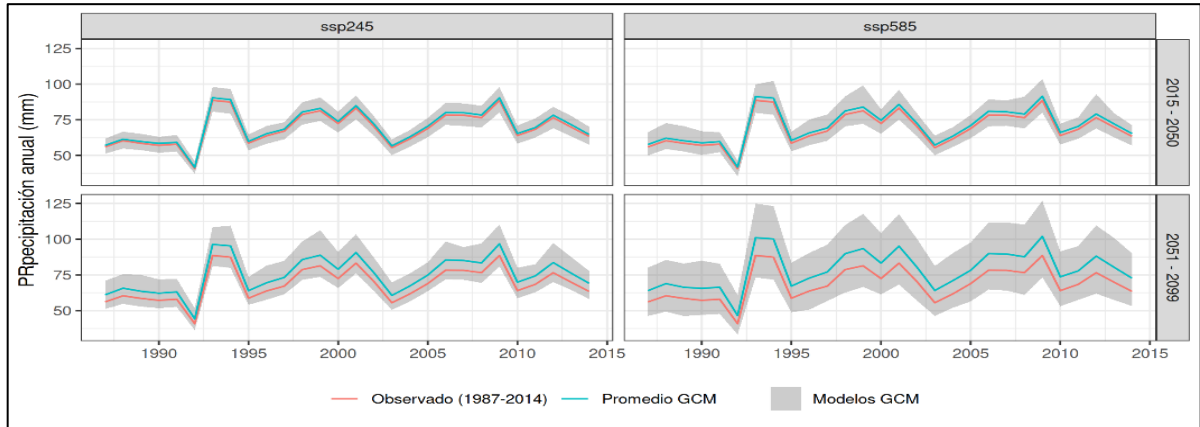 ssp245
ssp585
PRpecipitación anual (mm)
125
100
75
50
2015 - 2050
125
100
75
50
2051 - 2099
1990
1995
2000
2005
2010
2015
1990
1995
2000
2005
2010
2015
Observado (1987-2014)
Promedio GCM
Modelos GCM